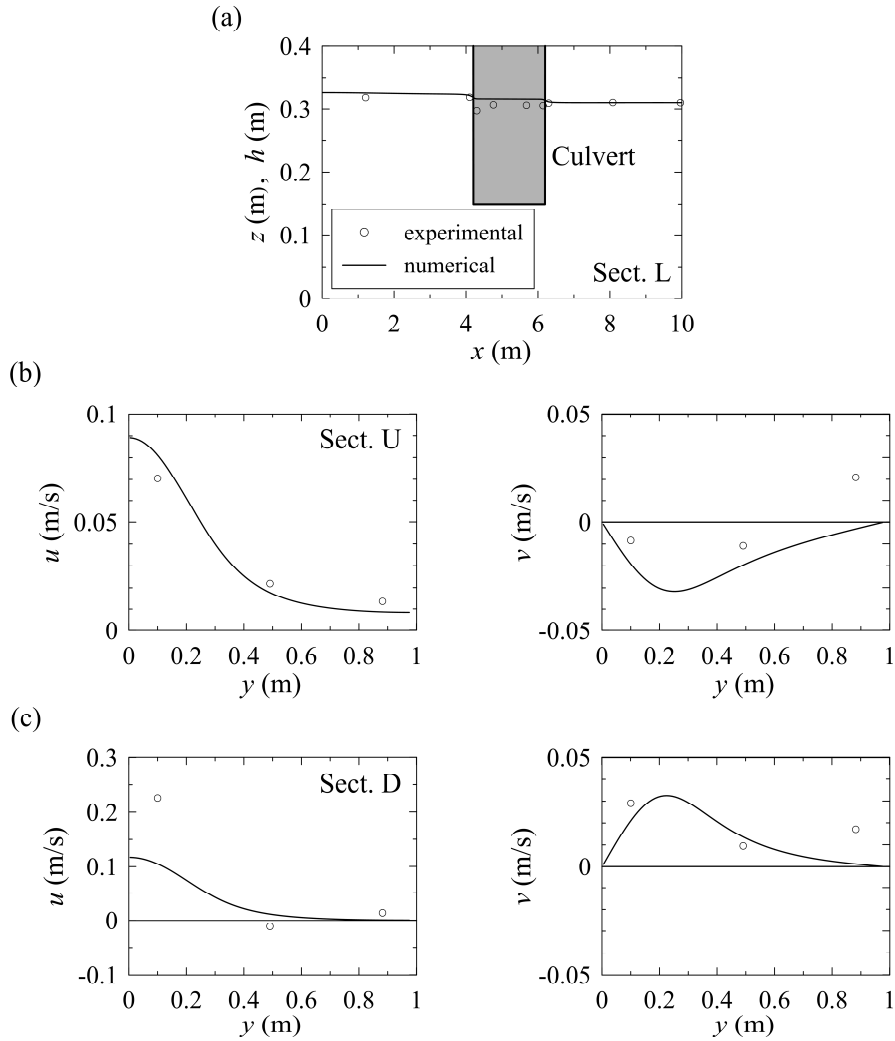 (a)
0.4
0.3
0.2
0.1
0
z (m), h (m)
Culvert
experimental
numerical
Sect. L
0 2 4 6 8 10
x (m)
(b)
0.1
0.05
0
u (m/s)
Sect. U
0 0.2 0.4 0.6 0.8 1
y (m)
0.05
0
-0.05
v (m/s)
0 0.2 0.4 0.6 0.8 1
y (m)
(c)
0.3
0.2
0.1
0
-0.1
u (m/s)
Sect. D
0 0.2 0.4 0.6 0.8 1
y (m)
0.05
0
-0.05
v (m/s)
0 0.2 0.4 0.6 0.8 1
y (m)